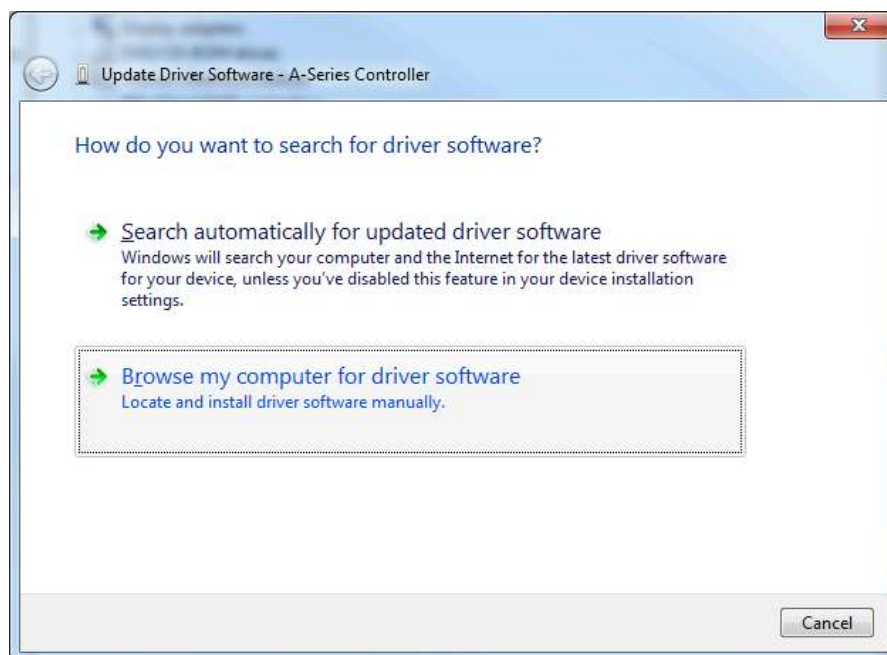 Update Driver Software - A-Series Controller
How do you want to search for driver software?
Search automatically for updated driver software
Windows will search your computer and the Internet for the latest driver software
for your device, unless you've disabled this feature in your device installation
settings.
Browse my computer for driver software
Locate and install driver software manually.
Cancel